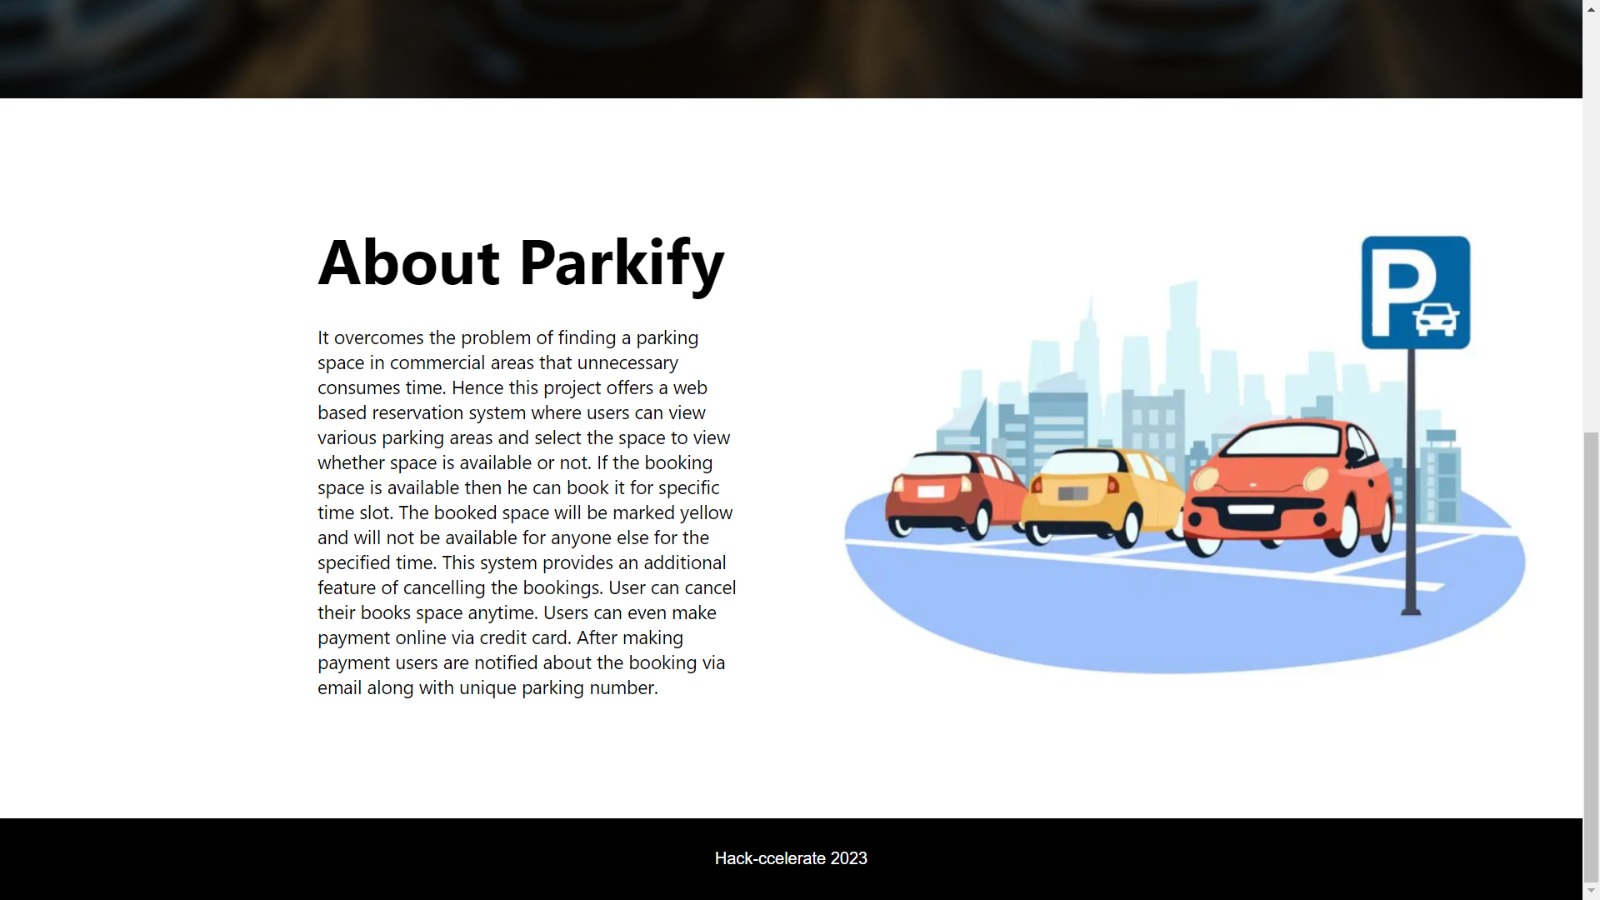 About Parkify
It overcomes the problem of finding a parking
space in commercial areas that unnecessary
consumes time. Hence this project offers a web
based reservation system where users can view
various parking areas and select the space to view
whether space is available or not. If the booking
space is available then he can book it for specific
time slot. The booked space will be marked yellow
and will not be available for anyone else for the
specified time. This system provides an additional
feature of cancelling the bookings. User can cancel
their books space anytime. Users can even make
payment online via credit card. After making
payment users are notified about the booking via
email along with unique parking number.
P
Hack-ccelerate 2023